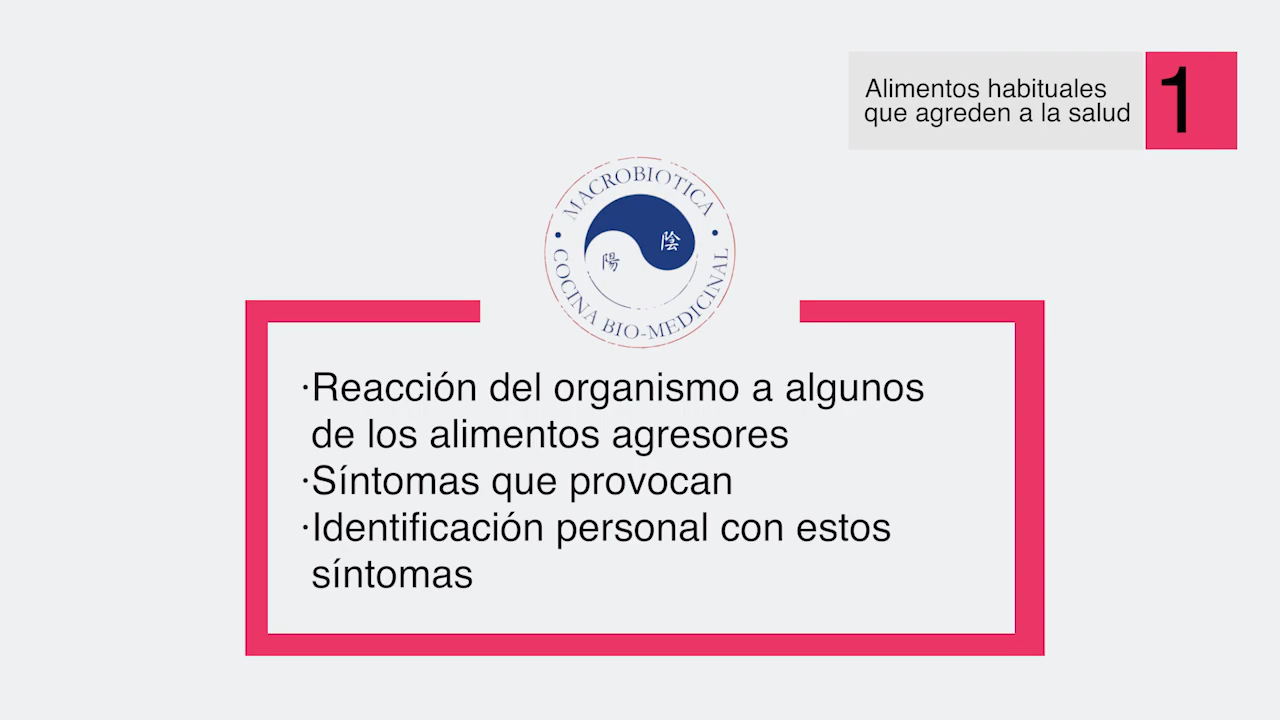 Alimentos habituales
que agreden a la salud
1
MACROBIOTICA
陰
陽
COCINA BIO-MEDICINAL
·Reacción del organismo a algunos
de los alimentos agresores
·Síntomas que provocan
·Identificación personal con estos
síntomas